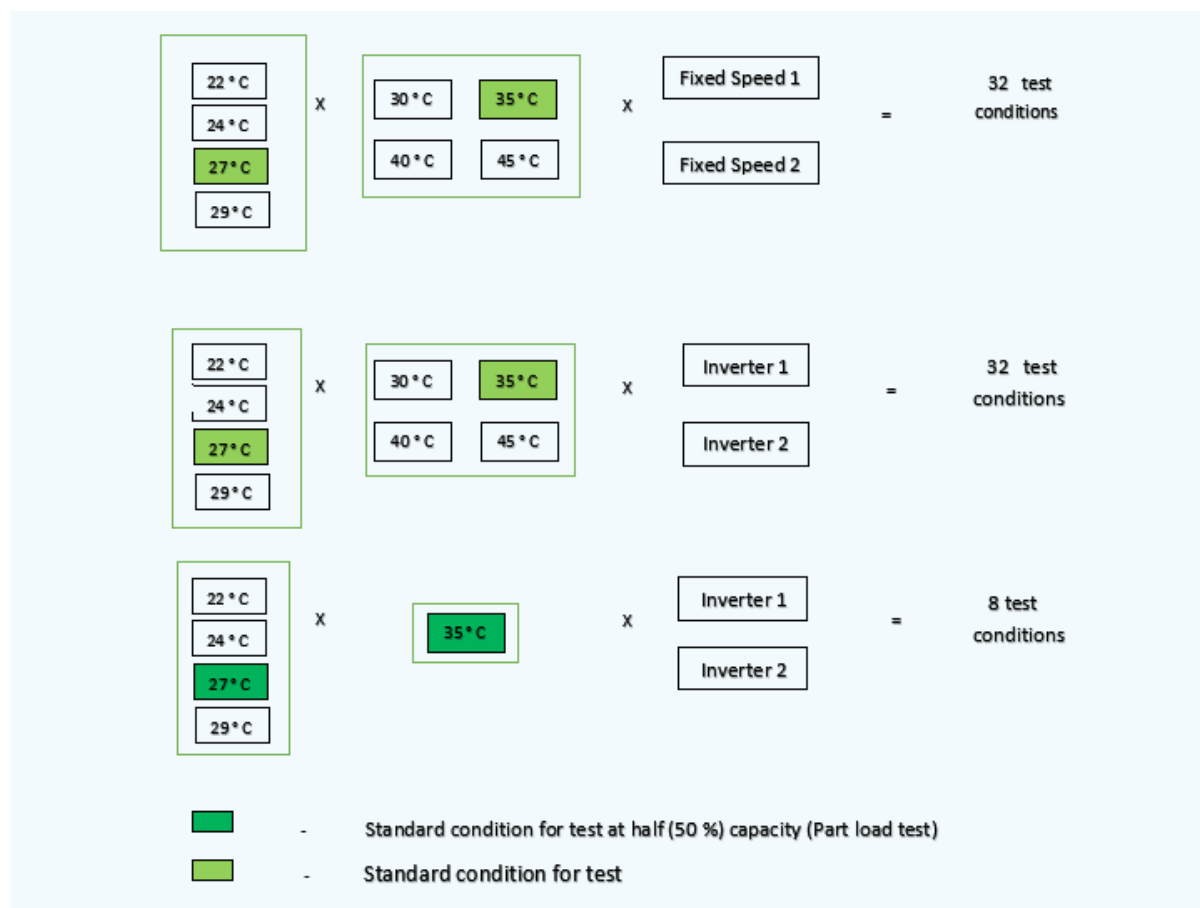 22°C
24°C
27°C
29°C
X
30°C
35°C
40°C
45°C
X
Fixed Speed 1
Fixed Speed 2
=
32 test
conditions
22°C
24°C
27°C
29°C
X
30°C
35°C
40°C
45°C
X
Inverter 1
Inverter 2
=
32 test
conditions
22°C
24°C
27°C
29°C
X
35°C
X
Inverter 1
Inverter 2
=
8 test
conditions
- Standard condition for test at half (50 %) capacity (Part load test)
- Standard condition for test